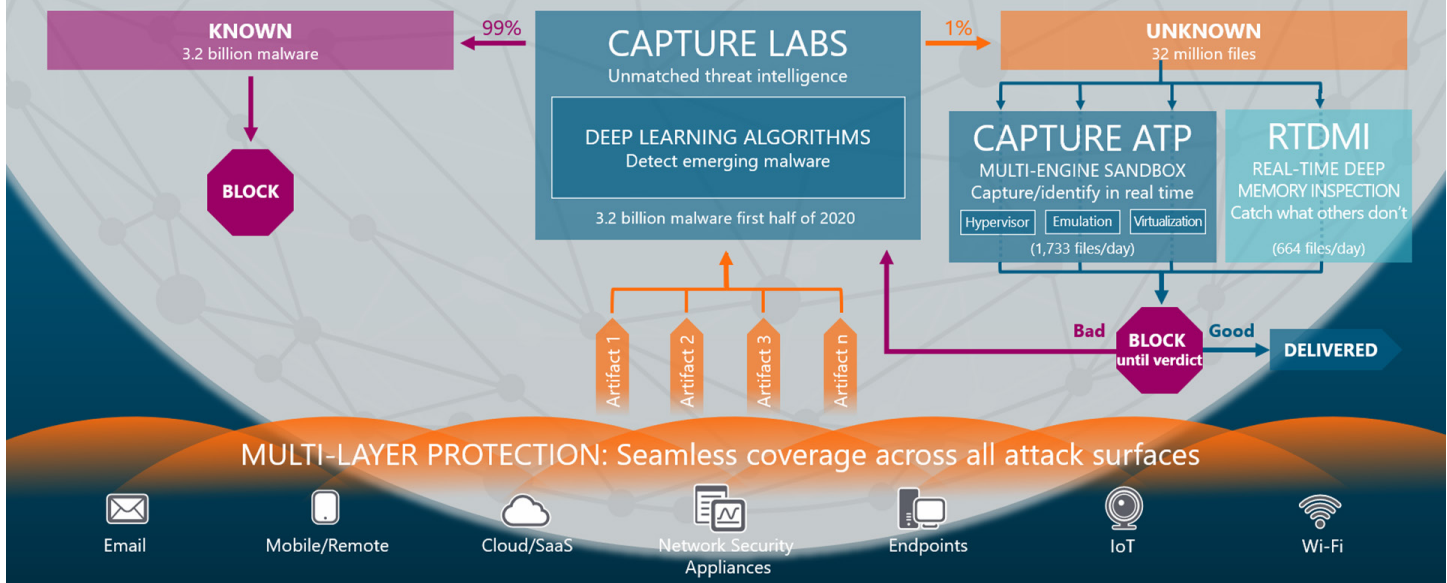 KNOWN
3.2 billion malware
99%
CAPTURE LABS
Unmatched threat intelligence
1%
UNKNOWN
32 million files
BLOCK
DEEP LEARNING ALGORITHMS
Detect emerging malware
3.2 billion malware first half of 2020
CAPTURE ATP
MULTI-ENGINE SANDBOX
Capture/identify in real time
Hypervisor
Emulation
Virtualization
(1,733 files/day)
RTDMI
REAL-TIME DEEP
MEMORY INSPECTION
Catch what others don't
(664 files/day)
Artifact 1
Artifact 2
Artifact 3
Artifact n
Bad
BLOCK
until verdict
Good
DELIVERED
MULTI-LAYER PROTECTION: Seamless coverage across all attack surfaces
Email
Mobile/Remote
Cloud/SaaS
Network Security
Appliances
Endpoints
IoT
Wi-Fi